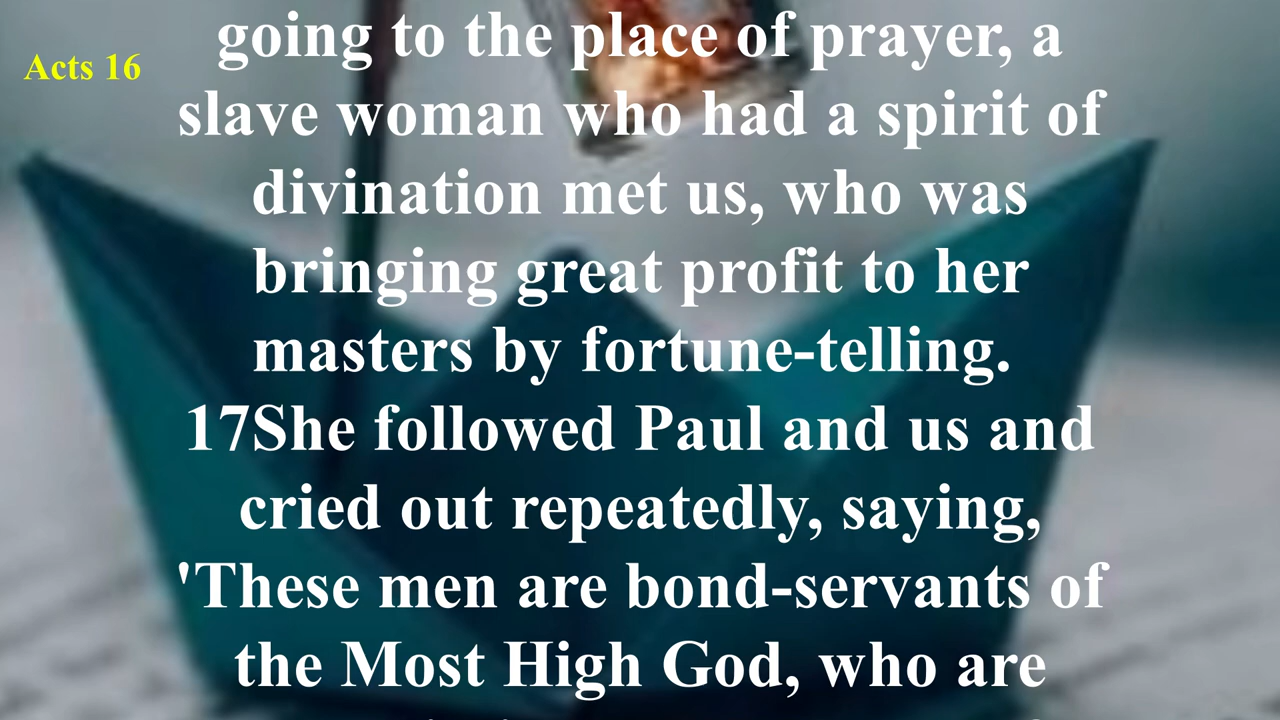 Acts 16
going to the place of prayer, a
slave woman who had a spirit of
divination met us, who was
bringing great profit to her
masters by fortune-telling.
17She followed Paul and us and
cried out repeatedly, saying,
'These men are bond-servants of
the Most High God, who are